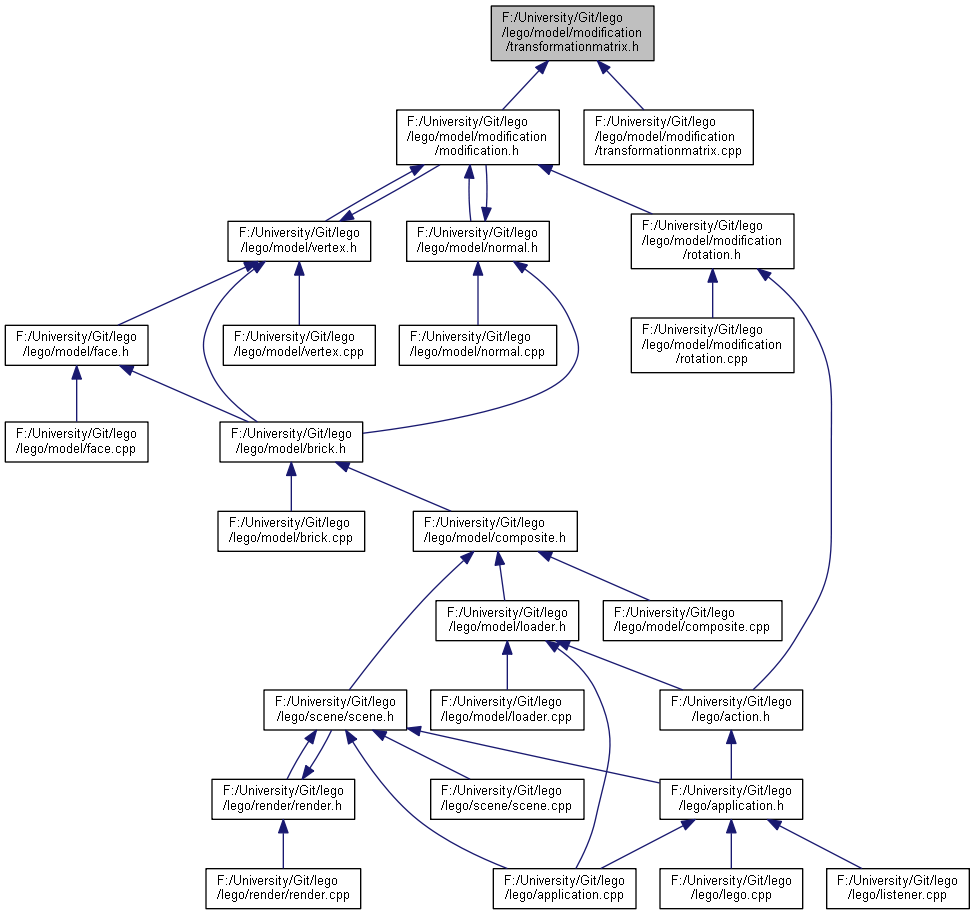 F:/University/Git/lego
/lego/model/modification
/transformationmatrix.h
F:/University/Git/lego
/lego/model/modification
/modification.h
F:/University/Git/lego
/lego/model/modification
/transformationmatrix.cpp
F:/University/Git/lego
/lego/model/vertex.h
F:/University/Git/lego
/lego/model/normal.h
F:/University/Git/lego
/lego/model/modification
/rotation.h
F:/University/Git/lego
/lego/model/face.h
F:/University/Git/lego
/lego/model/vertex.cpp
F:/University/Git/lego
/lego/model/normal.cpp
F:/University/Git/lego
/lego/model/modification
/rotation.cpp
F:/University/Git/lego
/lego/model/face.cpp
F:/University/Git/lego
/lego/model/brick.h
F:/University/Git/lego
/lego/model/brick.cpp
F:/University/Git/lego
/lego/model/composite.h
F:/University/Git/lego
/lego/model/loader.h
F:/University/Git/lego
/lego/model/composite.cpp
F:/University/Git/lego
/lego/scene/scene.h
F:/University/Git/lego
/lego/model/loader.cpp
F:/University/Git/lego
/lego/action.h
F:/University/Git/lego
/lego/render/render.h
F:/University/Git/lego
/lego/scene/scene.cpp
F:/University/Git/lego
/lego/application.h
F:/University/Git/lego
/lego/render/render.cpp
F:/University/Git/lego
/lego/application.cpp
F:/University/Git/lego
/lego/lego.cpp
F:/University/Git/lego
/lego/listener.cpp